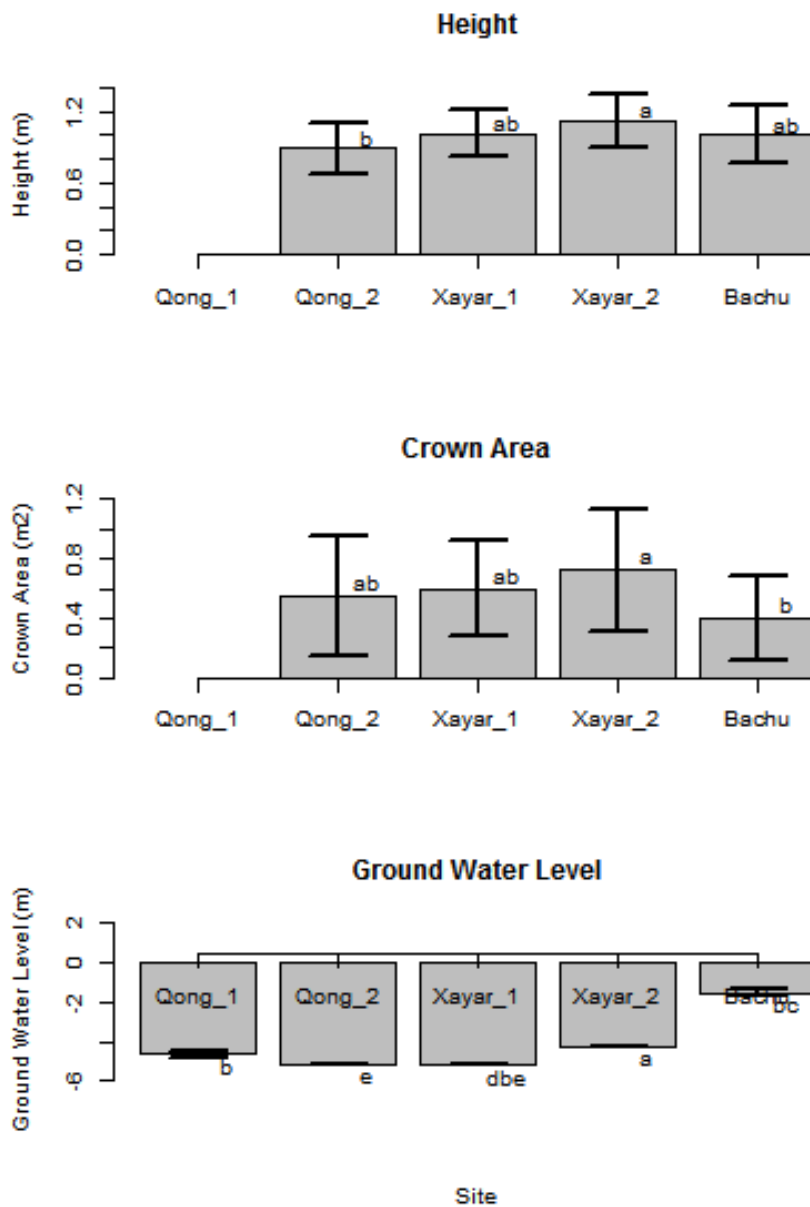 Height
Height (m)
1.2
0.6
0.0
b
ab
a
ab
Qong_1 Qong_2 Xayar_1 Xayar_2 Bachu
Crown Area
Crown Area (m2)
1.2
0.8
0.4
0.0
ab
ab
a
b
Qong_1 Qong_2 Xayar_1 Xayar_2 Bachu
Ground Water Level
Ground Water Level (m)
2
0
-2
-6
Qong_1 Qong_2 Xayar_1 Xayar_2 Bachu
b
e
dbe
a
bc
Site